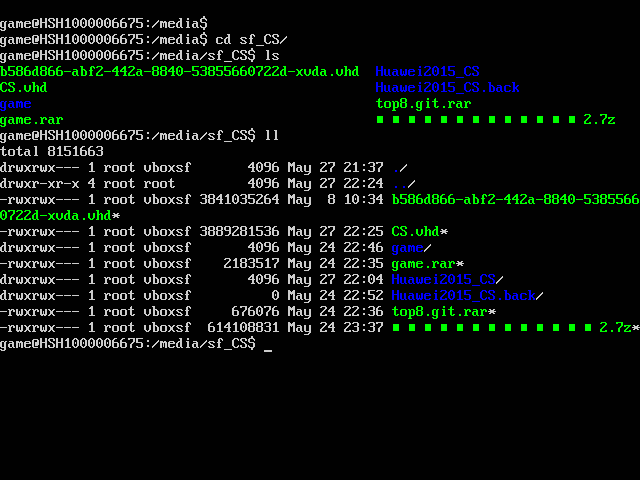 game@HSH1000006675:/media$
game@HSH1000006675:/media$ cd sf_CS/
game@HSH1000006675:/media/sf_CS$ ls
b586d866-abf2-442a-8840-53855660722d-xvda.vhd  Huawei2015_CS
CS.vhd  Huawei2015_CS.back
game  top8.git.rar
game.rar  ■ ■ ■ ■ ■ ■ ■ ■ ■ ■ ■ ■ ■ 2.7z
game@HSH1000006675:/media/sf_CS$ ll
total 8151663
drwxrwx--- 1 root vboxsf       4096 May 27 21:37 ./
drwxr-xr-x 4 root root         4096 May 27 22:24 ../
-rwxrwx--- 1 root vboxsf 3841035264 May  8 10:34 b586d866-abf2-442a-8840-5385566
0722d-xvda.vhd*
-rwxrwx--- 1 root vboxsf 3889281536 May 27 22:25 CS.vhd*
drwxrwx--- 1 root vboxsf       4096 May 24 22:46 game/
-rwxrwx--- 1 root vboxsf    2183517 May 24 22:35 game.rar*
drwxrwx--- 1 root vboxsf       4096 May 27 22:04 Huawei2015_CS/
drwxrwx--- 1 root vboxsf          0 May 24 22:52 Huawei2015_CS.back/
-rwxrwx--- 1 root vboxsf     676076 May 24 22:36 top8.git.rar*
-rwxrwx--- 1 root vboxsf  614108831 May 24 23:37 ■ ■ ■ ■ ■ ■ ■ ■ ■ ■ ■ ■ ■ 2.7z*
game@HSH1000006675:/media/sf_CS$ _